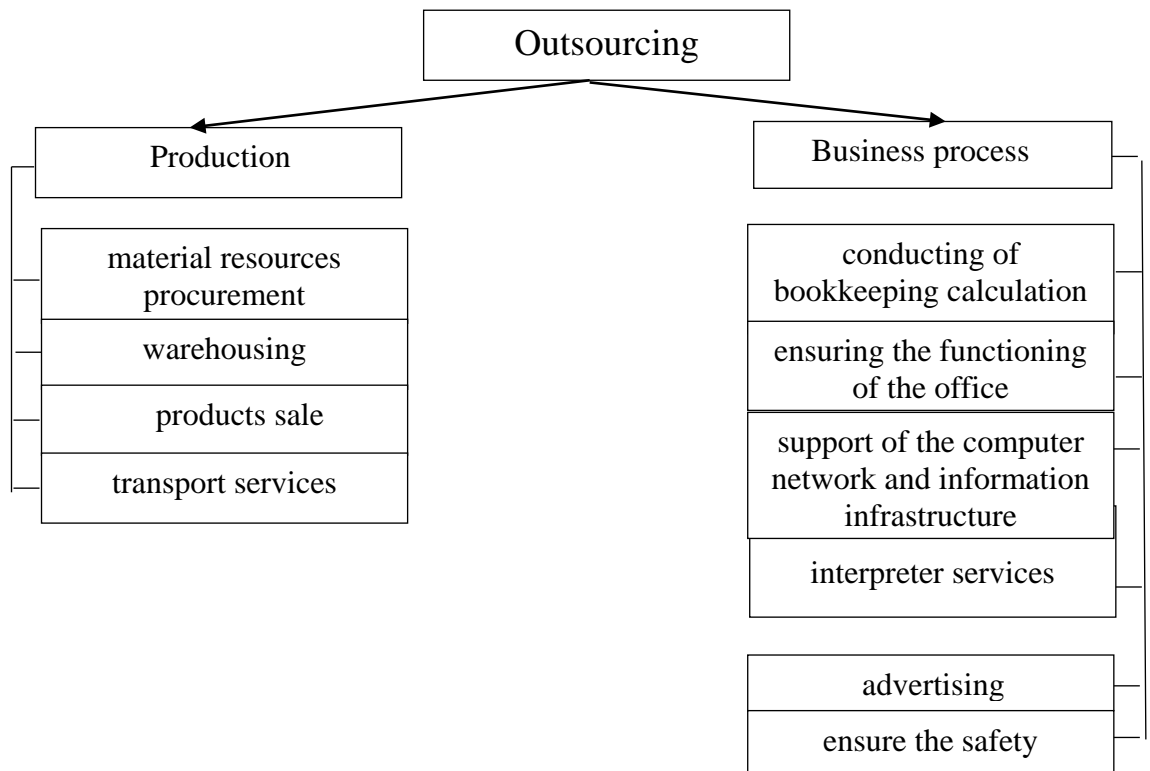 Outsourcing
Production
Business process
material resources
procurement
warehousing
products sale
transport services
conducting of
bookkeeping calculation
ensuring the functioning
of the office
support of the computer
network and information
infrastructure
interpreter services
advertising
ensure the safety